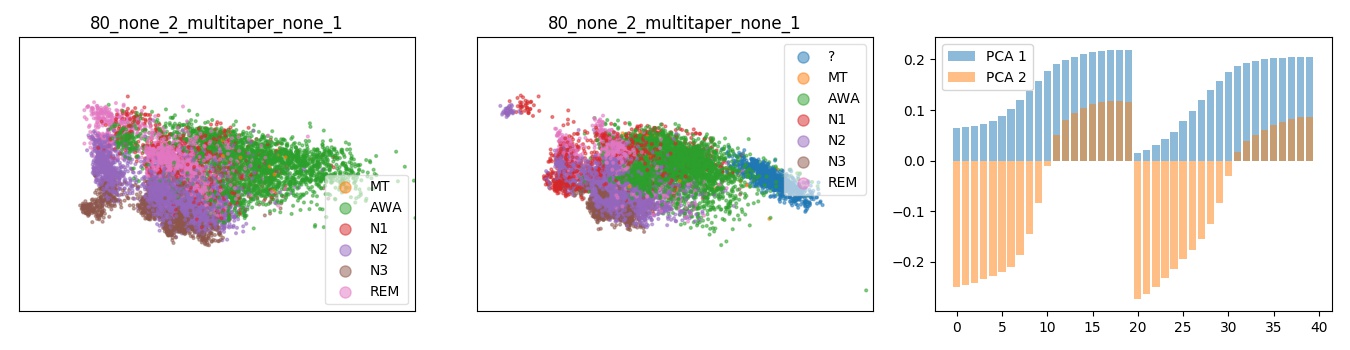 80_none_2_multitaper_none_1
MT
AWA
N1
N2
N3
REM
80_none_2_multitaper_none_1
?
MT
AWA
N1
N2
N3
REM
PCA 1
PCA 2
0.2
0.1
0.0
−0.1
−0.2
0 5 10 15 20 25 30 35 40